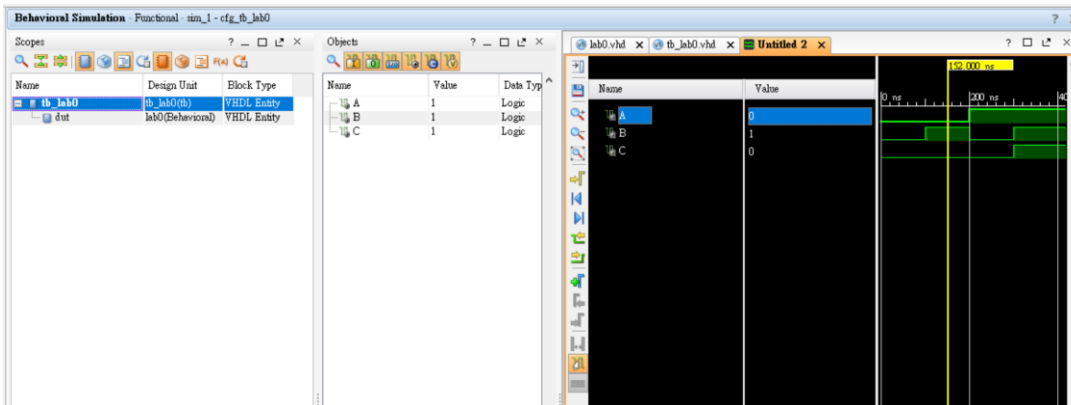 Behavioral Simulation - Functional - sim_1 - cfg_tb_lab0
Scopes
Name Design Unit Block Type
tb_lab0 tb_lab0(tb) VHDL Entity
dut lab0(Behavioral) VHDL Entity
Objects
Name Value Data Typ
A 1 Logic
B 1 Logic
C 1 Logic
lab0.vhd tb_lab0.vhd Untitled 2
Name Value
A 0
B 1
C 0
152.000 ns
0 ns 200 ns 40